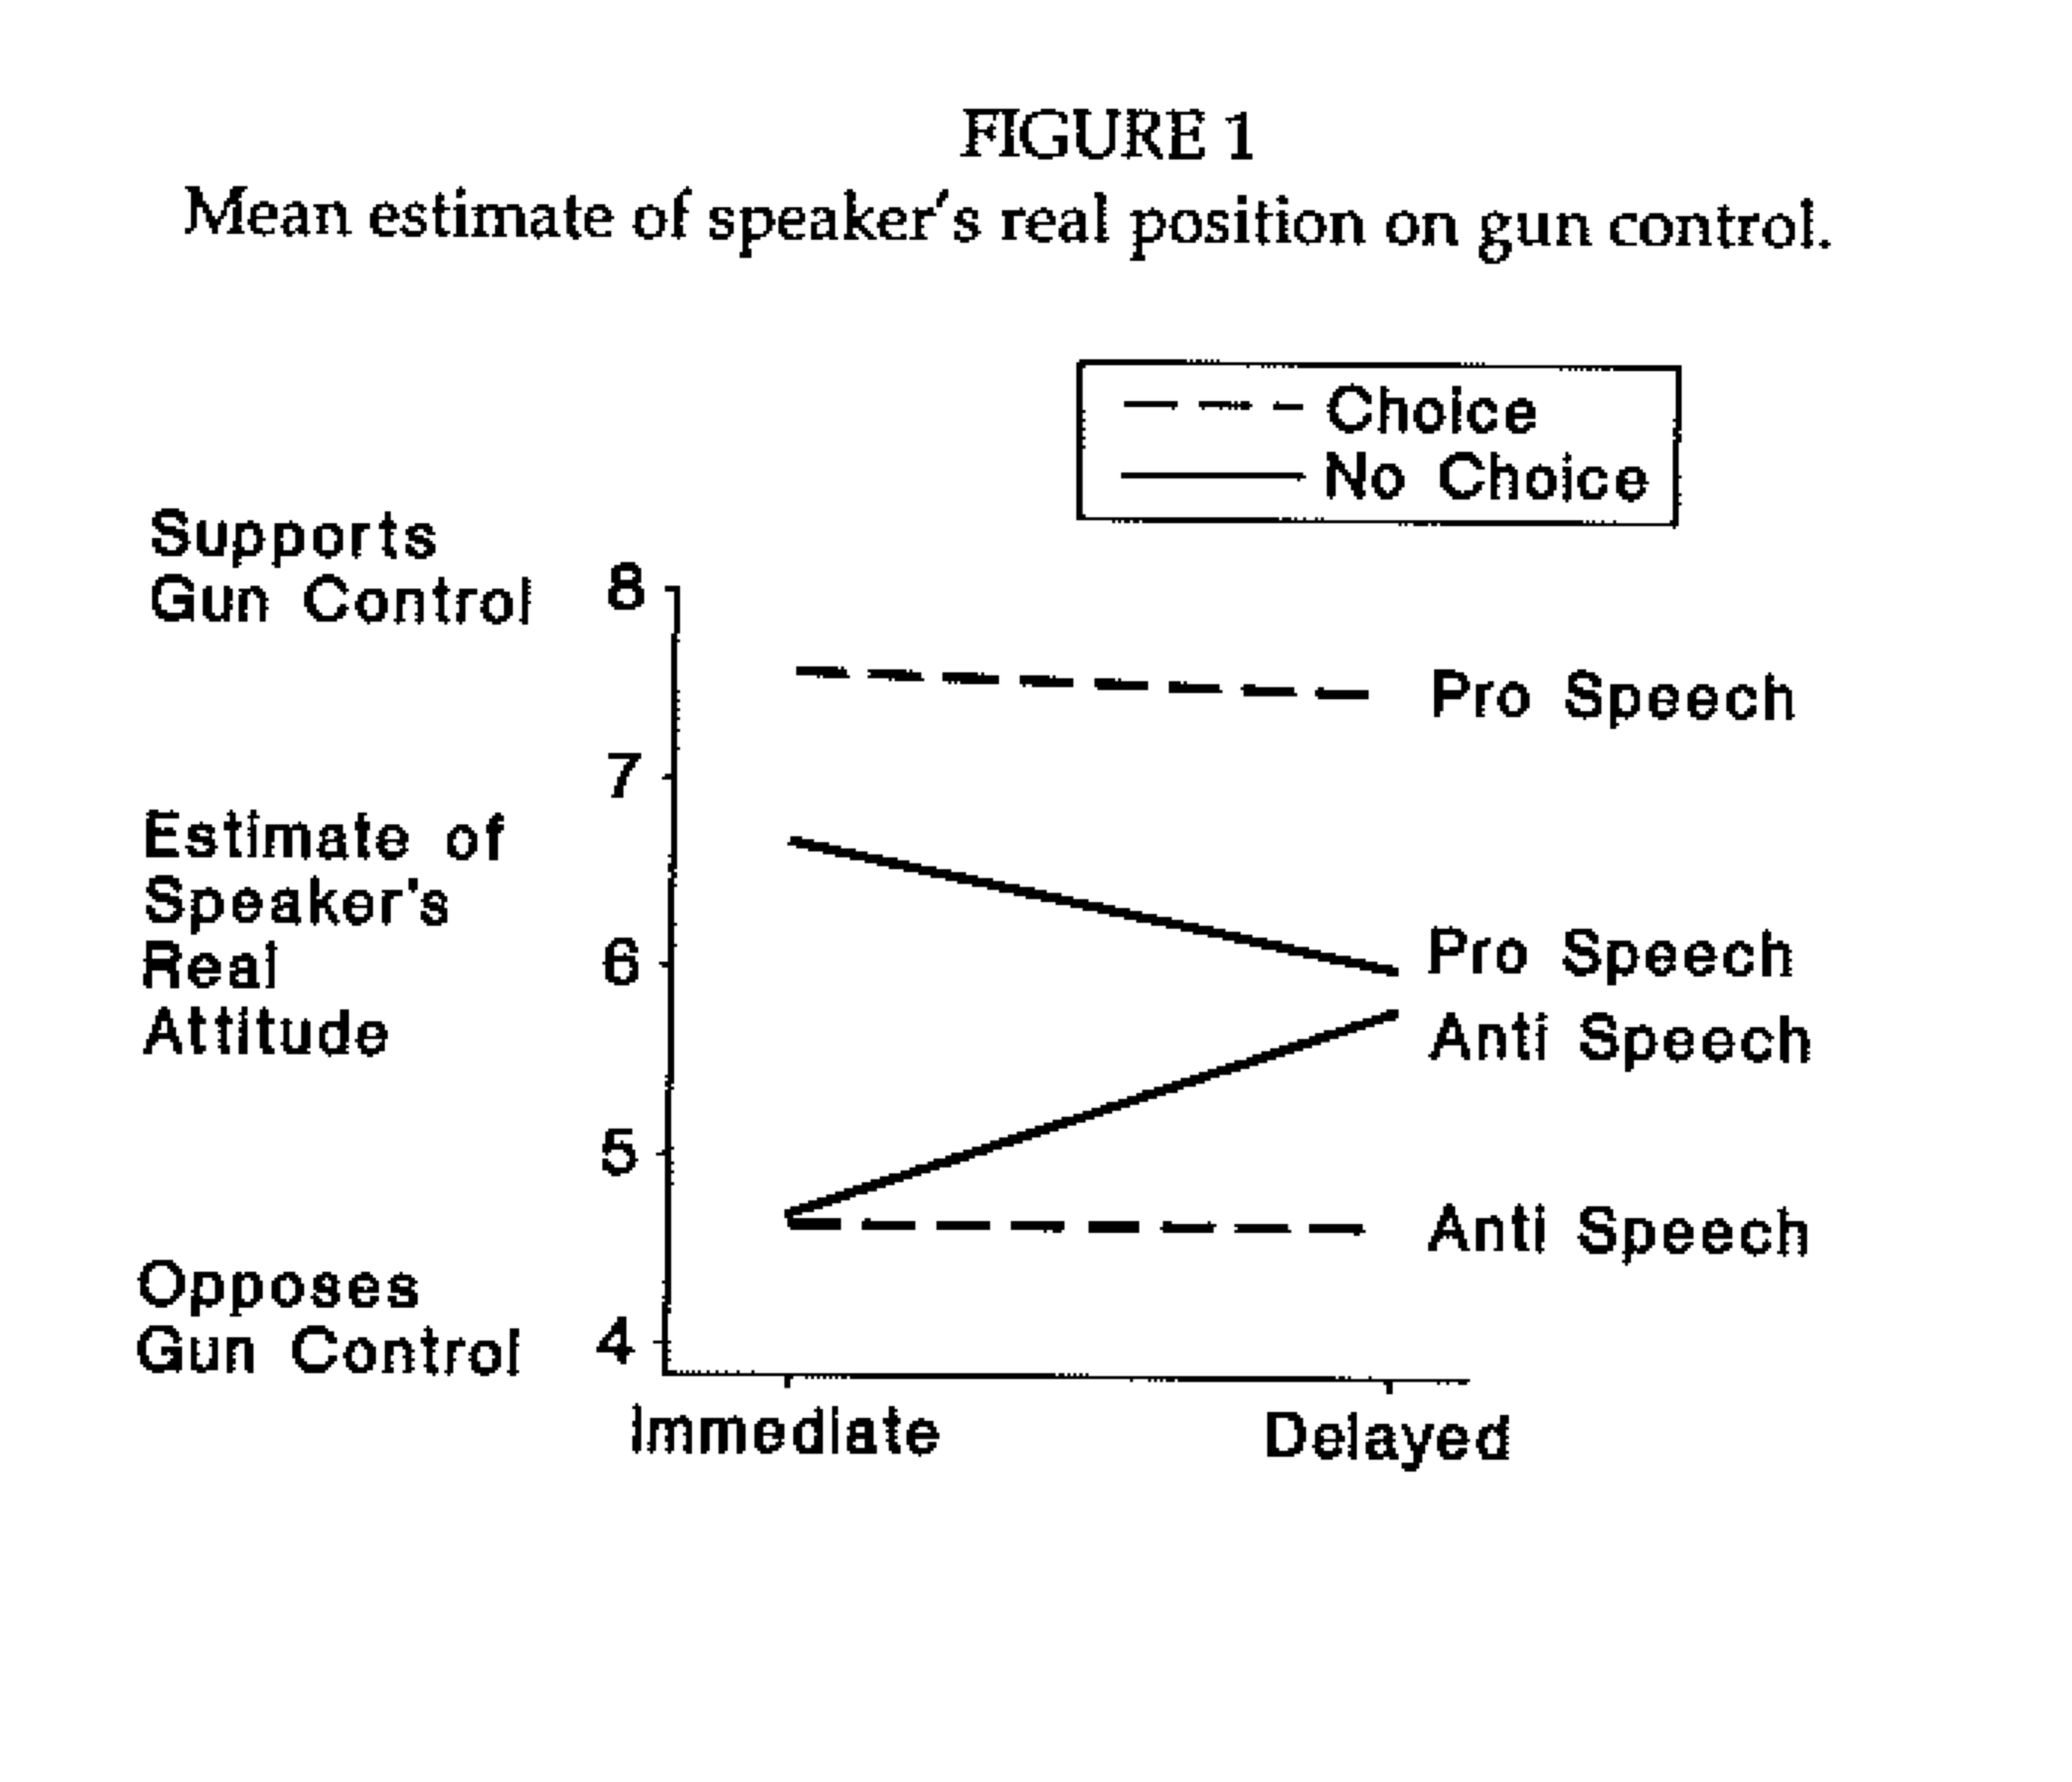 FIGURE 1
Mean estimate of speaker's real position on gun control.
Choice
No Choice
Supports
Gun Control
8
Pro Speech
7
Estimate of
Speaker's
Real
Attitude
6
Pro Speech
Anti Speech
5
Anti Speech
Opposes
Gun Control
4
Immediate
Delayed